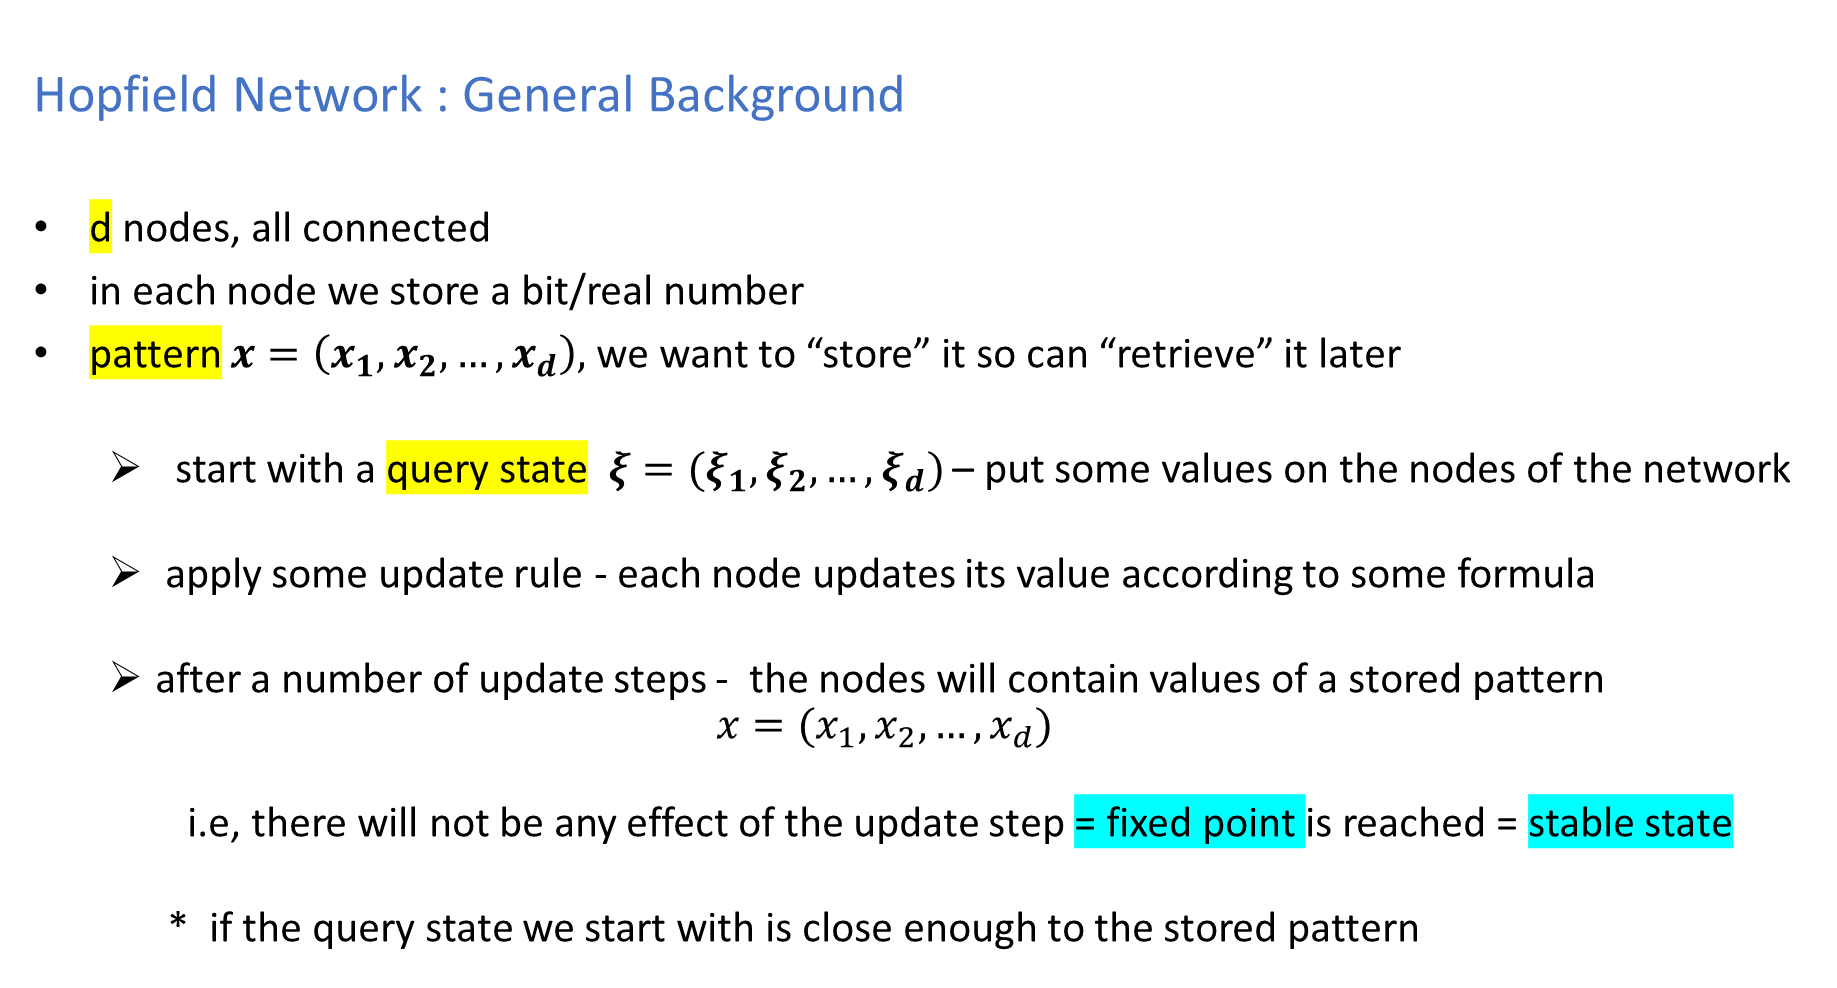 Hopfield Network : General Background
• d nodes, all connected
• in each node we store a bit/real number
• pattern x = (x₁, x₂, … , x_d), we want to “store” it so can “retrieve” it later
➢ start with a query state ξ = (ξ₁, ξ₂, … , ξ_d) – put some values on the nodes of the network
➢ apply some update rule - each node updates its value according to some formula
➢ after a number of update steps - the nodes will contain values of a stored pattern
x = (x₁, x₂, … , x_d)
i.e, there will not be any effect of the update step = fixed point is reached = stable state
* if the query state we start with is close enough to the stored pattern